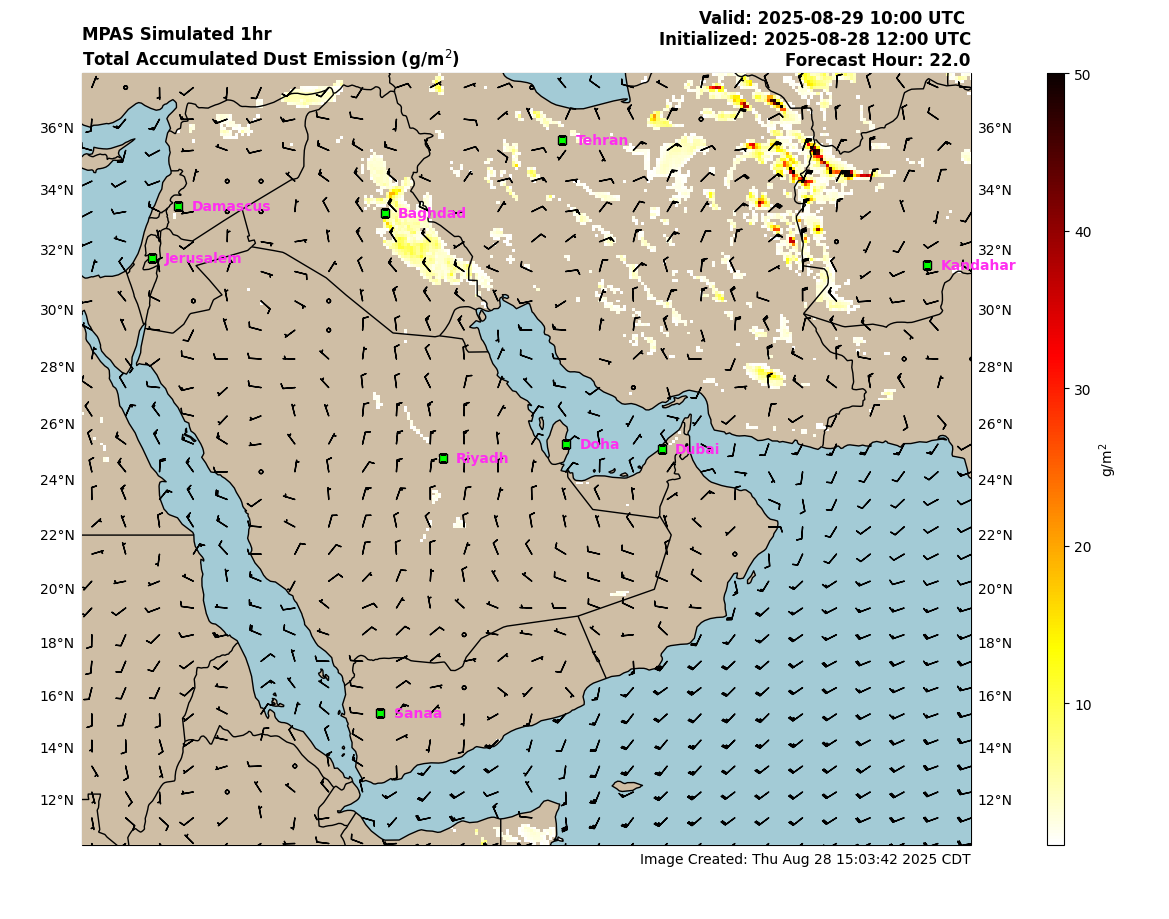 MPAS Simulated 1hr
Total Accumulated Dust Emission (g/m²)
Valid: 2025-08-29 10:00 UTC
Initialized: 2025-08-28 12:00 UTC
Forecast Hour: 22.0
36°N
34°N
32°N
30°N
28°N
26°N
24°N
22°N
20°N
18°N
16°N
14°N
12°N
Tehran
Damascus
Baghdad
Jerusalem
Kandahar
Doha
Dubai
Riyadh
Sanaa
36°N
34°N
32°N
30°N
28°N
26°N
24°N
22°N
20°N
18°N
16°N
14°N
12°N
50
40
30
20
10
g/m²
Image Created: Thu Aug 28 15:03:42 2025 CDT